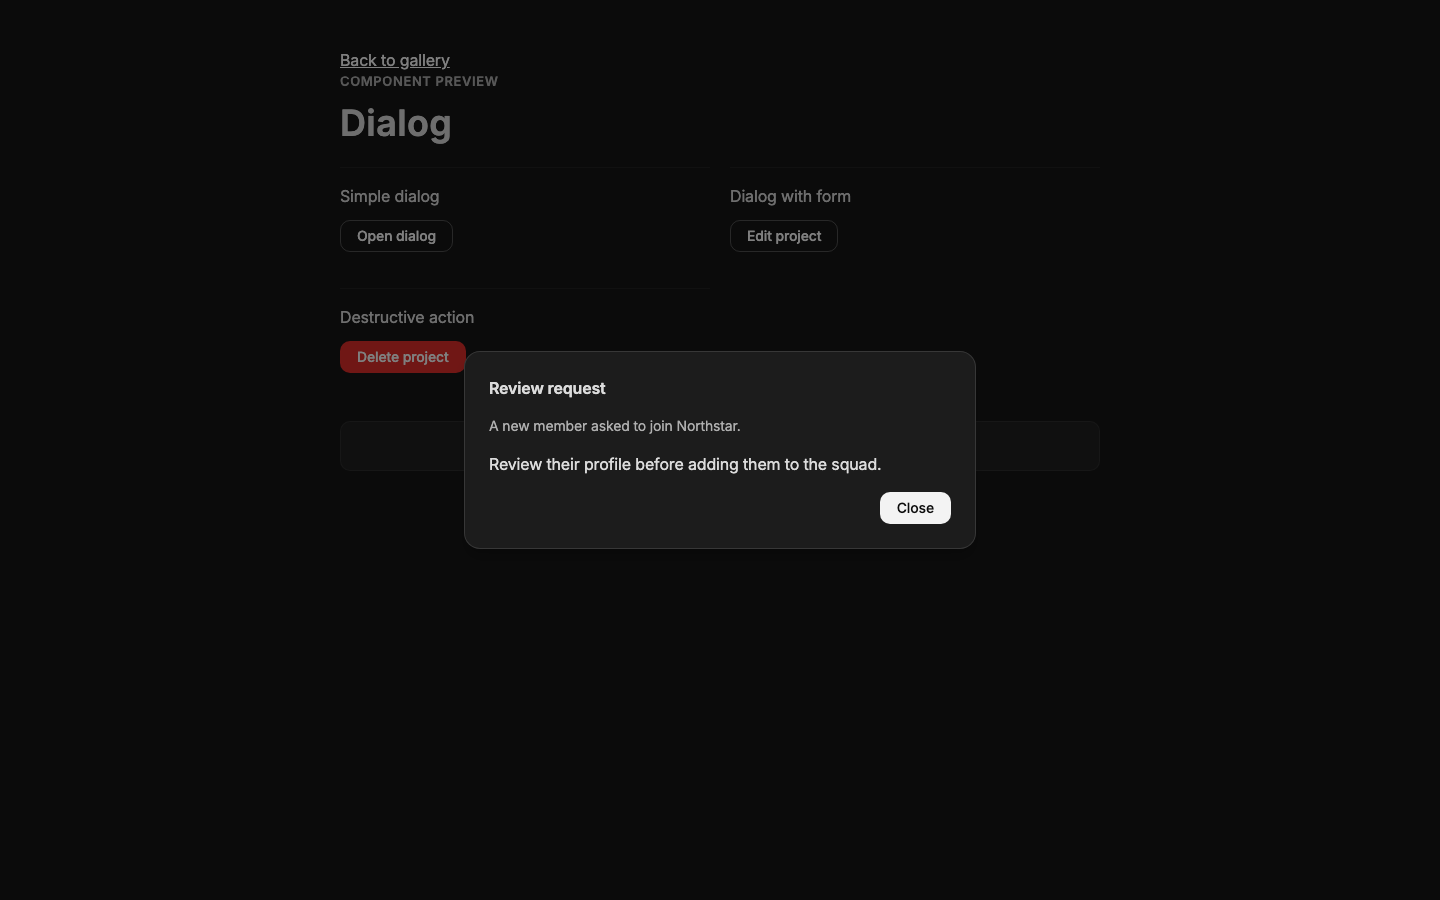 Back to gallery
COMPONENT PREVIEW
Dialog
Simple dialog
Open dialog
Dialog with form
Edit project
Destructive action
Delete project
Review request
A new member asked to join Northstar.
Review their profile before adding them to the squad.
Close